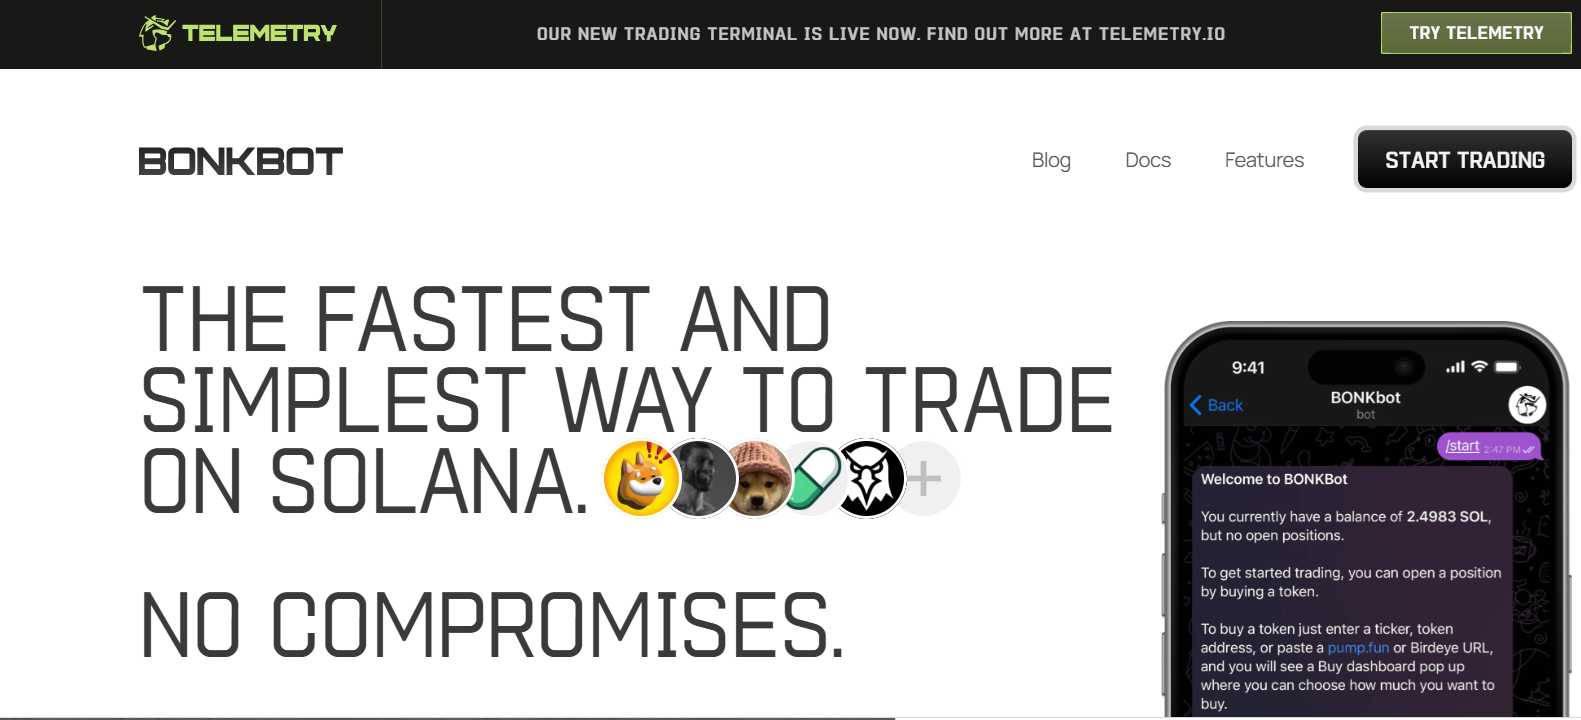 TELEMETRY
OUR NEW TRADING TERMINAL IS LIVE NOW. FIND OUT MORE AT TELEMETRY.IO
TRY TELEMETRY
BONKBOT
Blog
Docs
Features
START TRADING
THE FASTEST AND
SIMPLEST WAY TO TRADE
ON SOLANA.
NO COMPROMISES.
9:41
Back
BONKbot
bot
/start 2:47 PM
Welcome to BONKBot
You currently have a balance of 2.4983 SOL,
but no open positions.
To get started trading, you can open a position
by buying a token.
To buy a token just enter a ticker, token
address, or paste a pump.fun or Birdeye URL,
and you will see a Buy dashboard pop up
where you can choose how much you want to
buy.